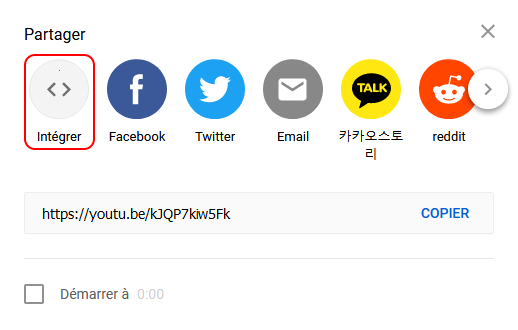 Partager
Intégrer
Facebook
Twitter
Email
TALK
카카오스토
리
reddit
https://youtu.be/kJQP7kiw5Fk
COPIER
Démarrer à 0:00